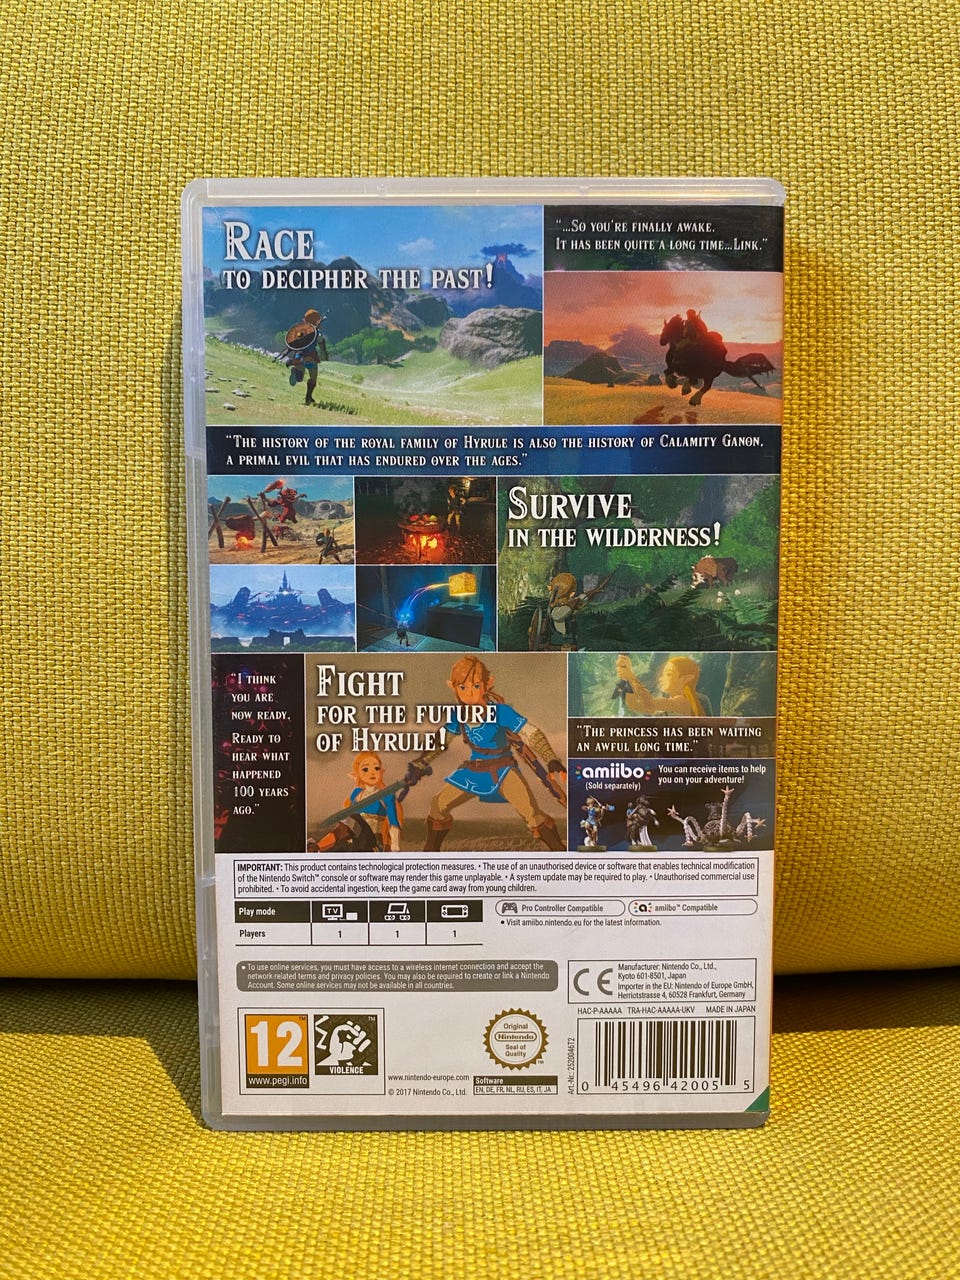 RACE
TO DECIPHER THE PAST!
“...SO YOU'RE FINALLY AWAKE.
IT HAS BEEN QUITE A LONG TIME...LINK.”
“THE HISTORY OF THE ROYAL FAMILY OF HYRULE IS ALSO THE HISTORY OF CALAMITY GANON,
A PRIMAL EVIL THAT HAS ENDURED OVER THE AGES.”
SURVIVE
IN THE WILDERNESS!
“I THINK
YOU ARE
NOW READY.
READY TO
HEAR WHAT
HAPPENED
100 YEARS
AGO.”
FIGHT
FOR THE FUTURE
OF HYRULE!
“THE PRINCESS HAS BEEN WAITING
AN AWFUL LONG TIME.”
amiibo
(Sold separately)
You can receive items to help
you on your adventure!
IMPORTANT: This product contains technological protection measures. • The use of an unauthorised device or software that enables technical modification
of the Nintendo Switch™ console or software may render this game unplayable. • A system update may be required to play. • Unauthorised commercial use
prohibited. • To avoid accidental ingestion, keep the game card away from young children.
Play mode
TV
Players 1 1 1
Pro Controller Compatible
amiibo™ Compatible
• Visit amiibo.nintendo.eu for the latest information.
• To use online services, you must have access to a wireless internet connection and accept the
network-related terms and privacy policies. You may also be required to create or link a Nintendo
Account. Some online services may not be available in all countries.
CE
Manufacturer: Nintendo Co., Ltd.,
Kyoto 601-8501, Japan
Importer in the EU: Nintendo of Europe GmbH,
Herriotstrasse 4, 60528 Frankfurt, Germany
HAC-P-AAAAA TRA-HAC-AAAAA-UKV MADE IN JAPAN
12
www.pegi.info
VIOLENCE
www.nintendo-europe.com
© 2017 Nintendo Co., Ltd.
Original
Nintendo
Seal of
Quality
Software
EN, DE, FR, NL, RU, ES, IT, JA
Art.-Nr.: 2520046T2
0 45496 42005 5